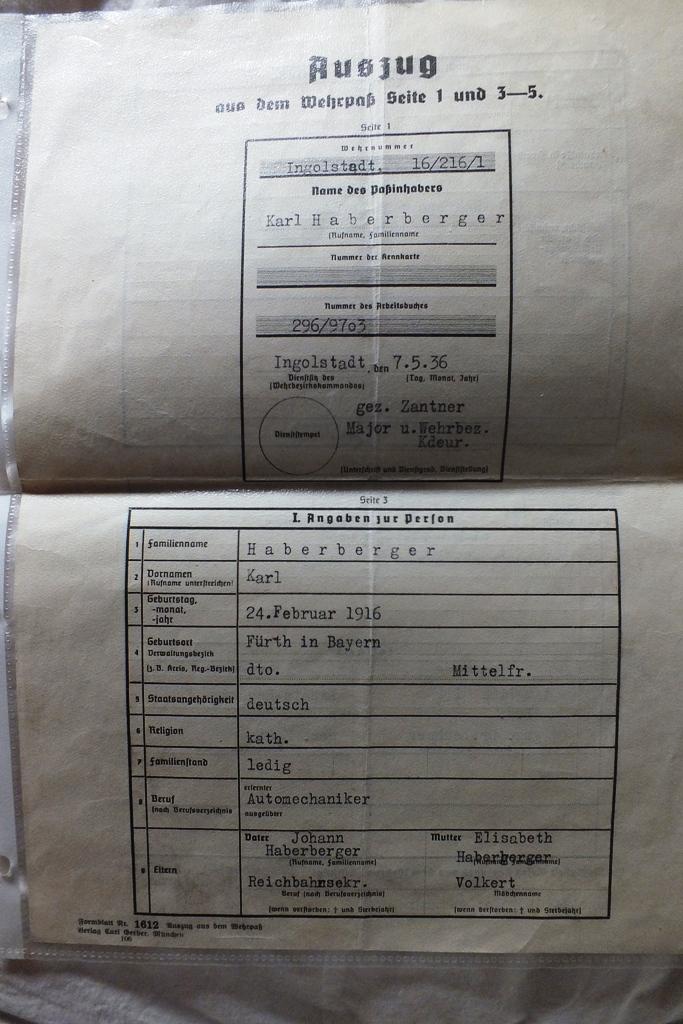 Auszug
aus dem Wehrpaß Seite 1 und 3—5.
Seite 1
Wehrnummer
Ingolstadt, 16/216/1
Name des Paßinhabers
Karl H a b e r b e r g e r
(Rufname, Familienname
Nummer der Kennkarte
Nummer des Arbeitsbuches
296/9703
Ingolstadt, den 7.5.36
Dienstsitz des (Tag, Monat, Jahr)
(Wehrbezirkskommandos)
gez. Zantner
Dienststempel Major u.Wehrbez.
Kdeur.
(Unterschrift und Dienstgrad, Dienststellung)
Seite 3
I. Angaben zur Person
1 Familienname H a b e r b e r g e r
2 Vornamen Karl
(Rufname unterstreichen)
3 Geburtstag, -monat, -jahr 24.Februar 1916
4 Geburtsort Fürth in Bayern
Verwaltungsbezirk
(z. B. Kreis, Reg.-Bezirk) dto. Mittelfr.
5 Staatsangehörigkeit deutsch
6 Religion kath.
7 Familienstand ledig
erlernter
8 Beruf Automechaniker
(nach Berufsverzeichnis ausgeübter
Vater Johann Mutter Elisabeth
Haberberger Haberberger
(Rufname, Familienname)
9 Eltern
Reichbahnsekr. Volkert
Beruf (nach Berufsverzeichnis) Mädchenname
(wenn verstorben: † und Sterbejahr) (wenn verstorben: † und Sterbejahr)
Formblatt Nr. 1612 Auszug aus dem Wehrpaß
Verlag Carl Gerber, München